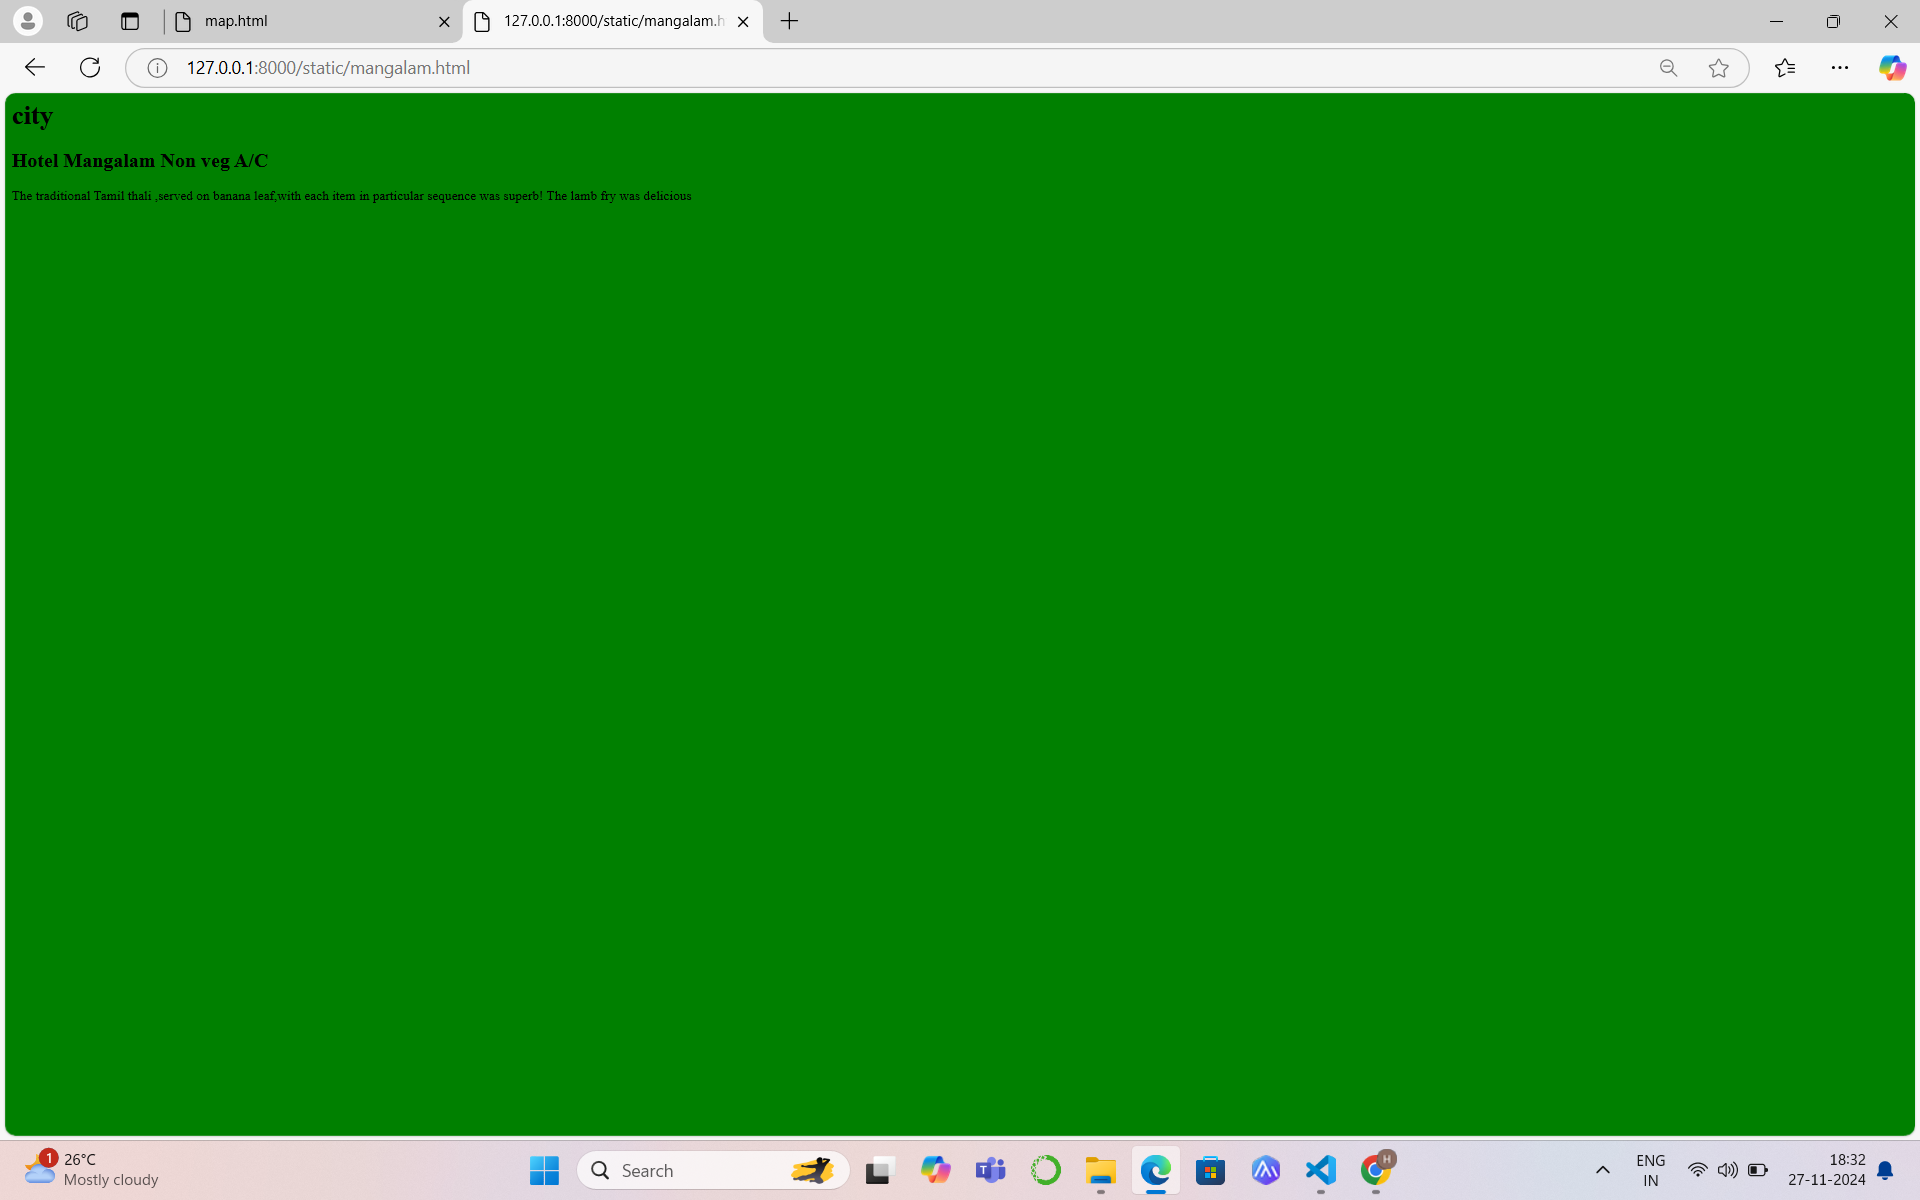 map.html
127.0.0.1:8000/static/mangalam.h
127.0.0.1:8000/static/mangalam.html
city
Hotel Mangalam Non veg A/C
The traditional Tamil thali ,served on banana leaf,with each item in particular sequence was superb! The lamb fry was delicious
1
26°C
Mostly cloudy
Search
T
H
ENG
IN
18:32
27-11-2024